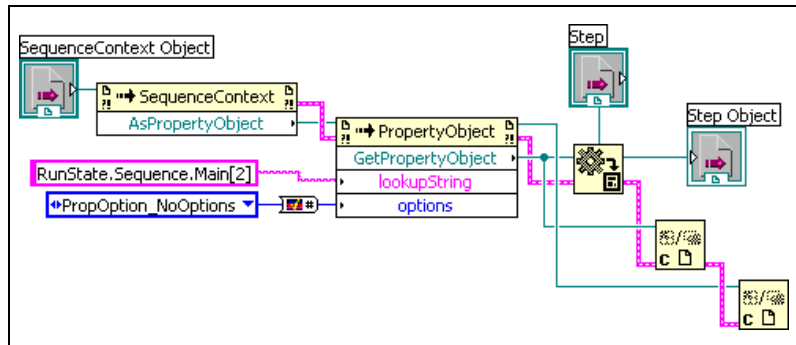 SequenceContext Object
Step
SequenceContext
AsPropertyObject
Step Object
PropertyObject
GetPropertyObject
RunState.Sequence.Main[2]
lookupString
PropOption_NoOptions
#
options
C
C